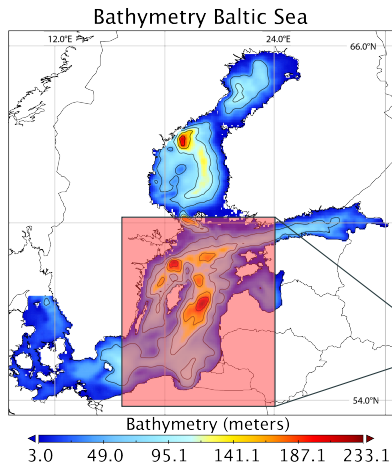 Bathymetry Baltic Sea
12.0°E 24.0°E
66.0°N
54.0°N
Bathymetry (meters)
3.0 49.0 95.1 141.1 187.1 233.1